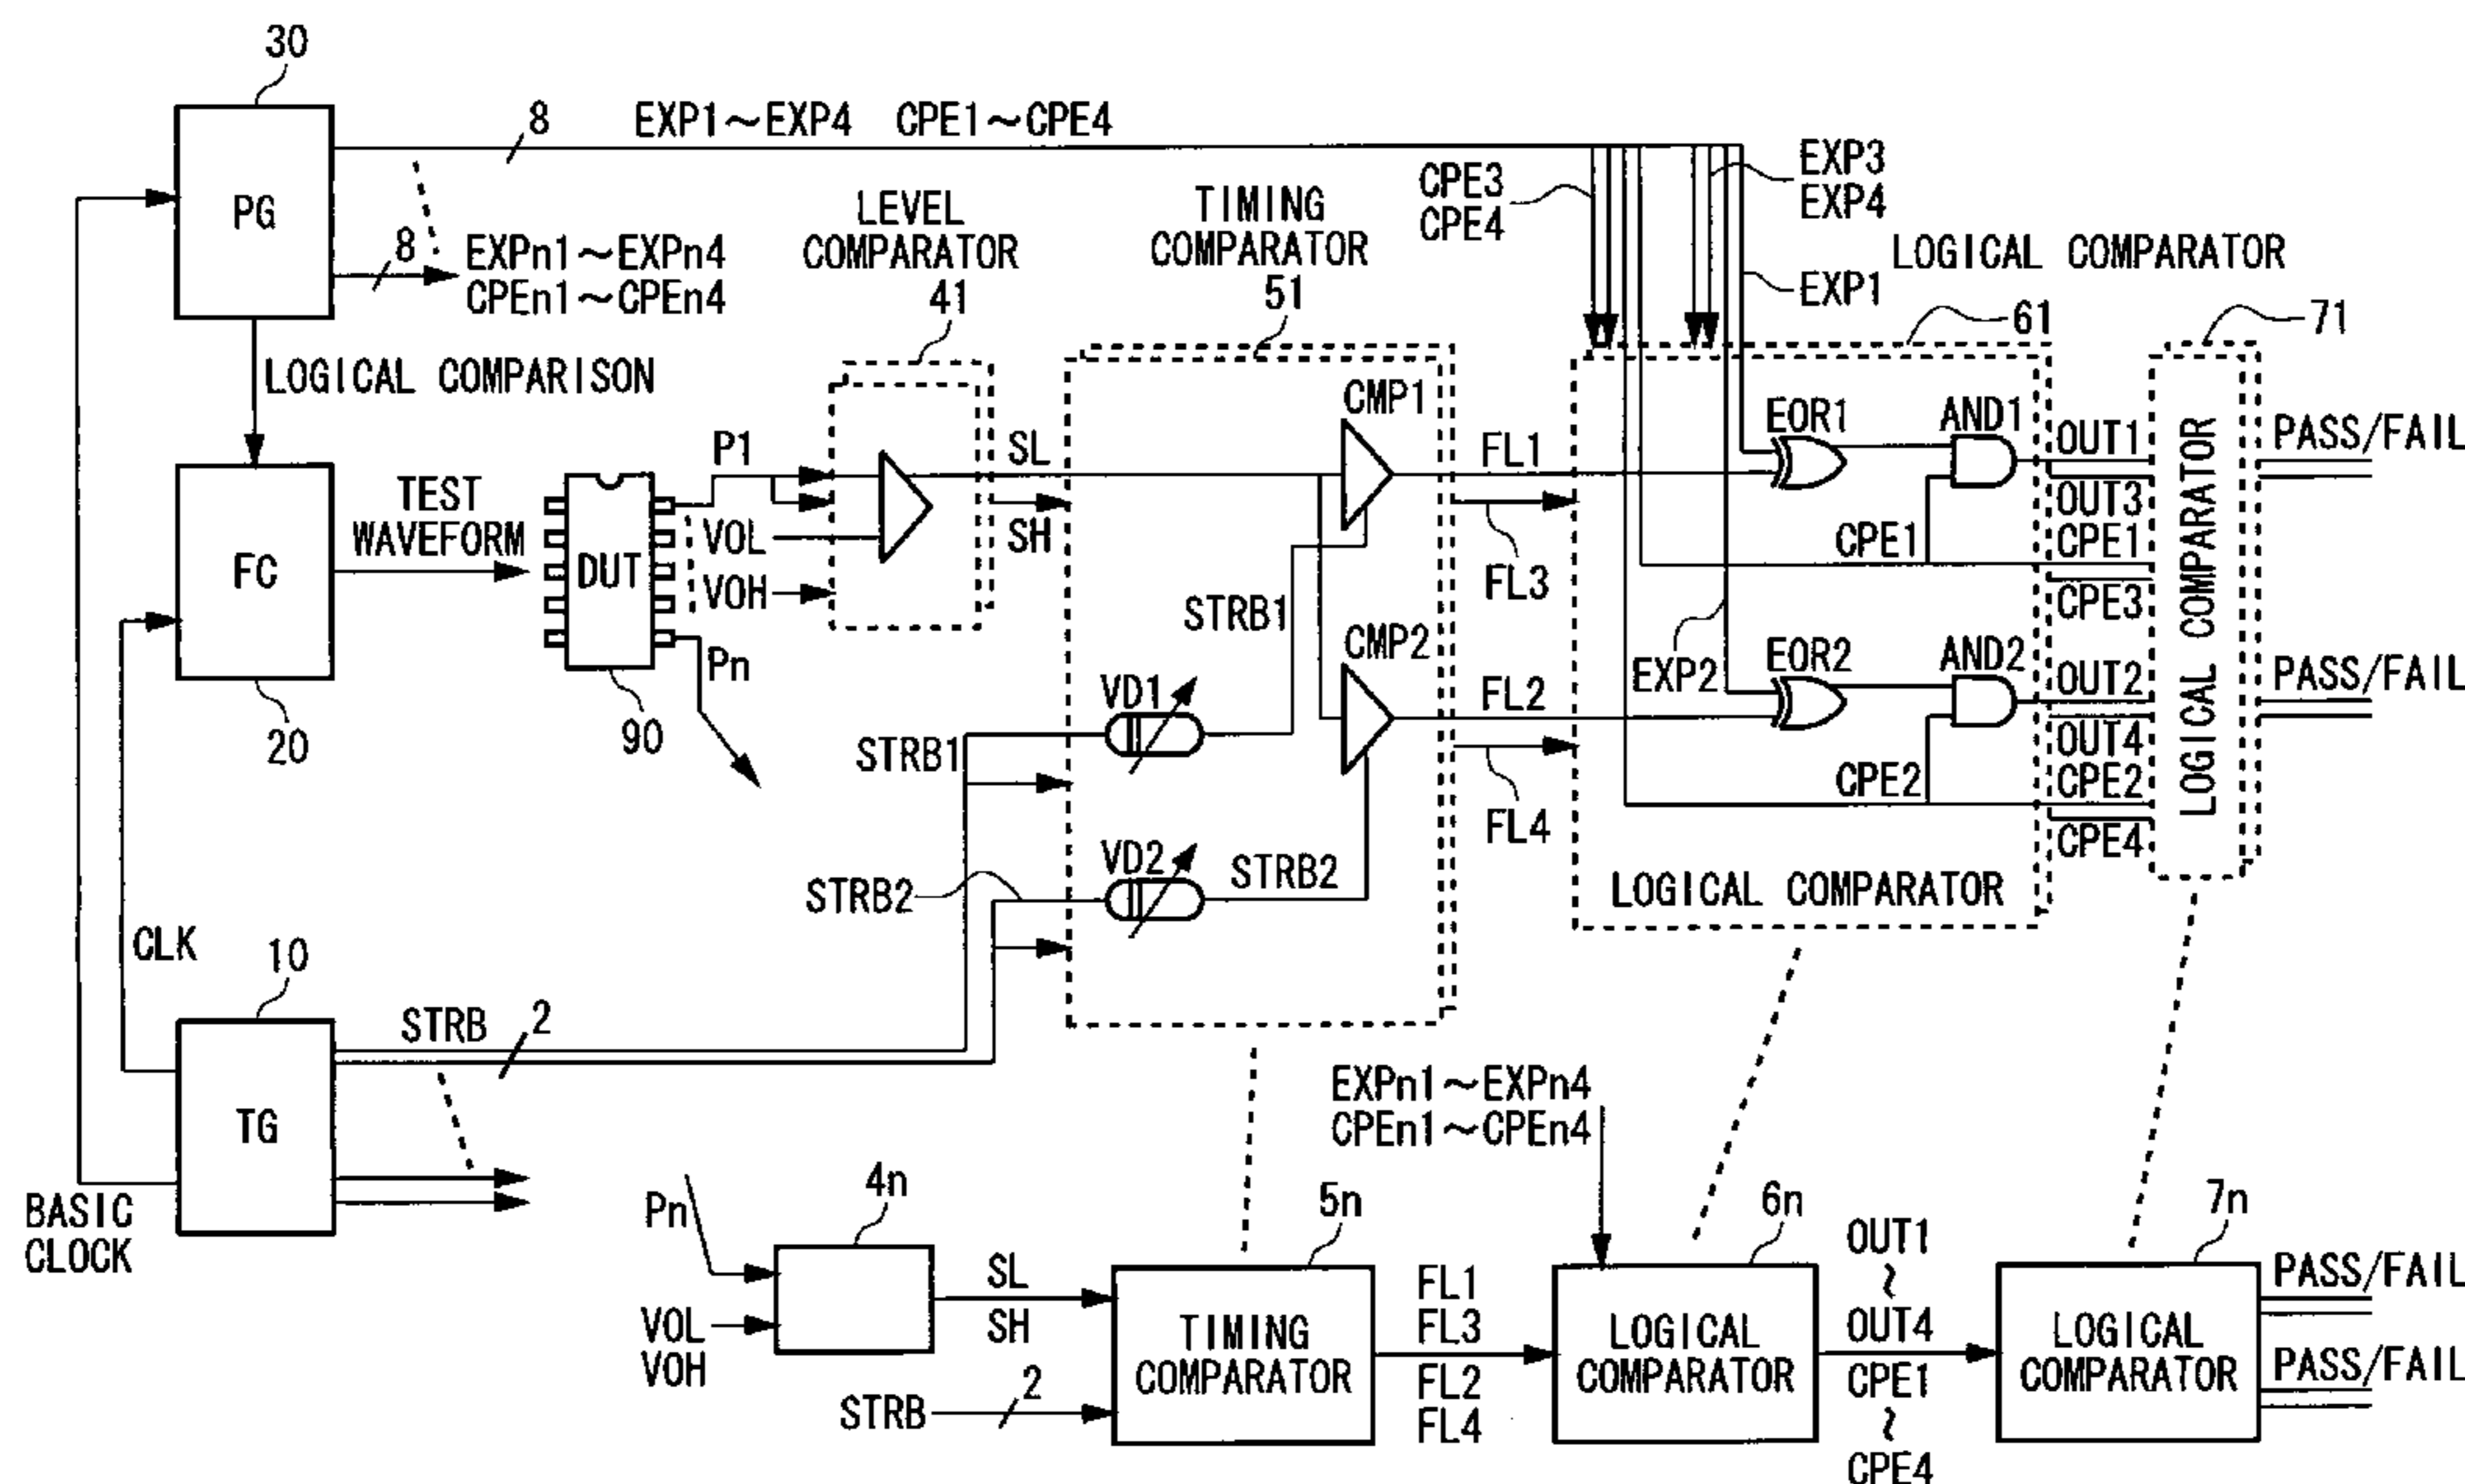 30
8 EXP1~EXP4 CPE1~CPE4
PG
8 EXPn1~EXPn4
CPEn1~CPEn4
LOGICAL COMPARISON
FC
20
TEST
WAVEFORM
DUT
90
P1
VOL
VOH
Pn
LEVEL
COMPARATOR
41
SL
SH
TIMING
COMPARATOR
51
CMP1
STRB1
CMP2
VD1
STRB1
VD2
STRB2
STRB2
FL1
FL3
FL2
FL4
CPE3
CPE4
EXP3
EXP4
EXP1
LOGICAL COMPARATOR
61
71
EOR1
AND1
CPE1
EXP2
EOR2
AND2
CPE2
LOGICAL COMPARATOR
OUT1
OUT3
CPE1
CPE3
OUT2
OUT4
CPE2
CPE4
LOGICAL COMPARATOR
PASS/FAIL
PASS/FAIL
CLK
10
TG
BASIC
CLOCK
STRB 2
Pn
VOL
VOH
4n
SL
SH
STRB 2
5n
TIMING
COMPARATOR
FL1
FL3
FL2
FL4
EXPn1~EXPn4
CPEn1~CPEn4
6n
LOGICAL
COMPARATOR
OUT1
~
OUT4
CPE1
~
CPE4
7n
LOGICAL
COMPARATOR
PASS/FAIL
PASS/FAIL